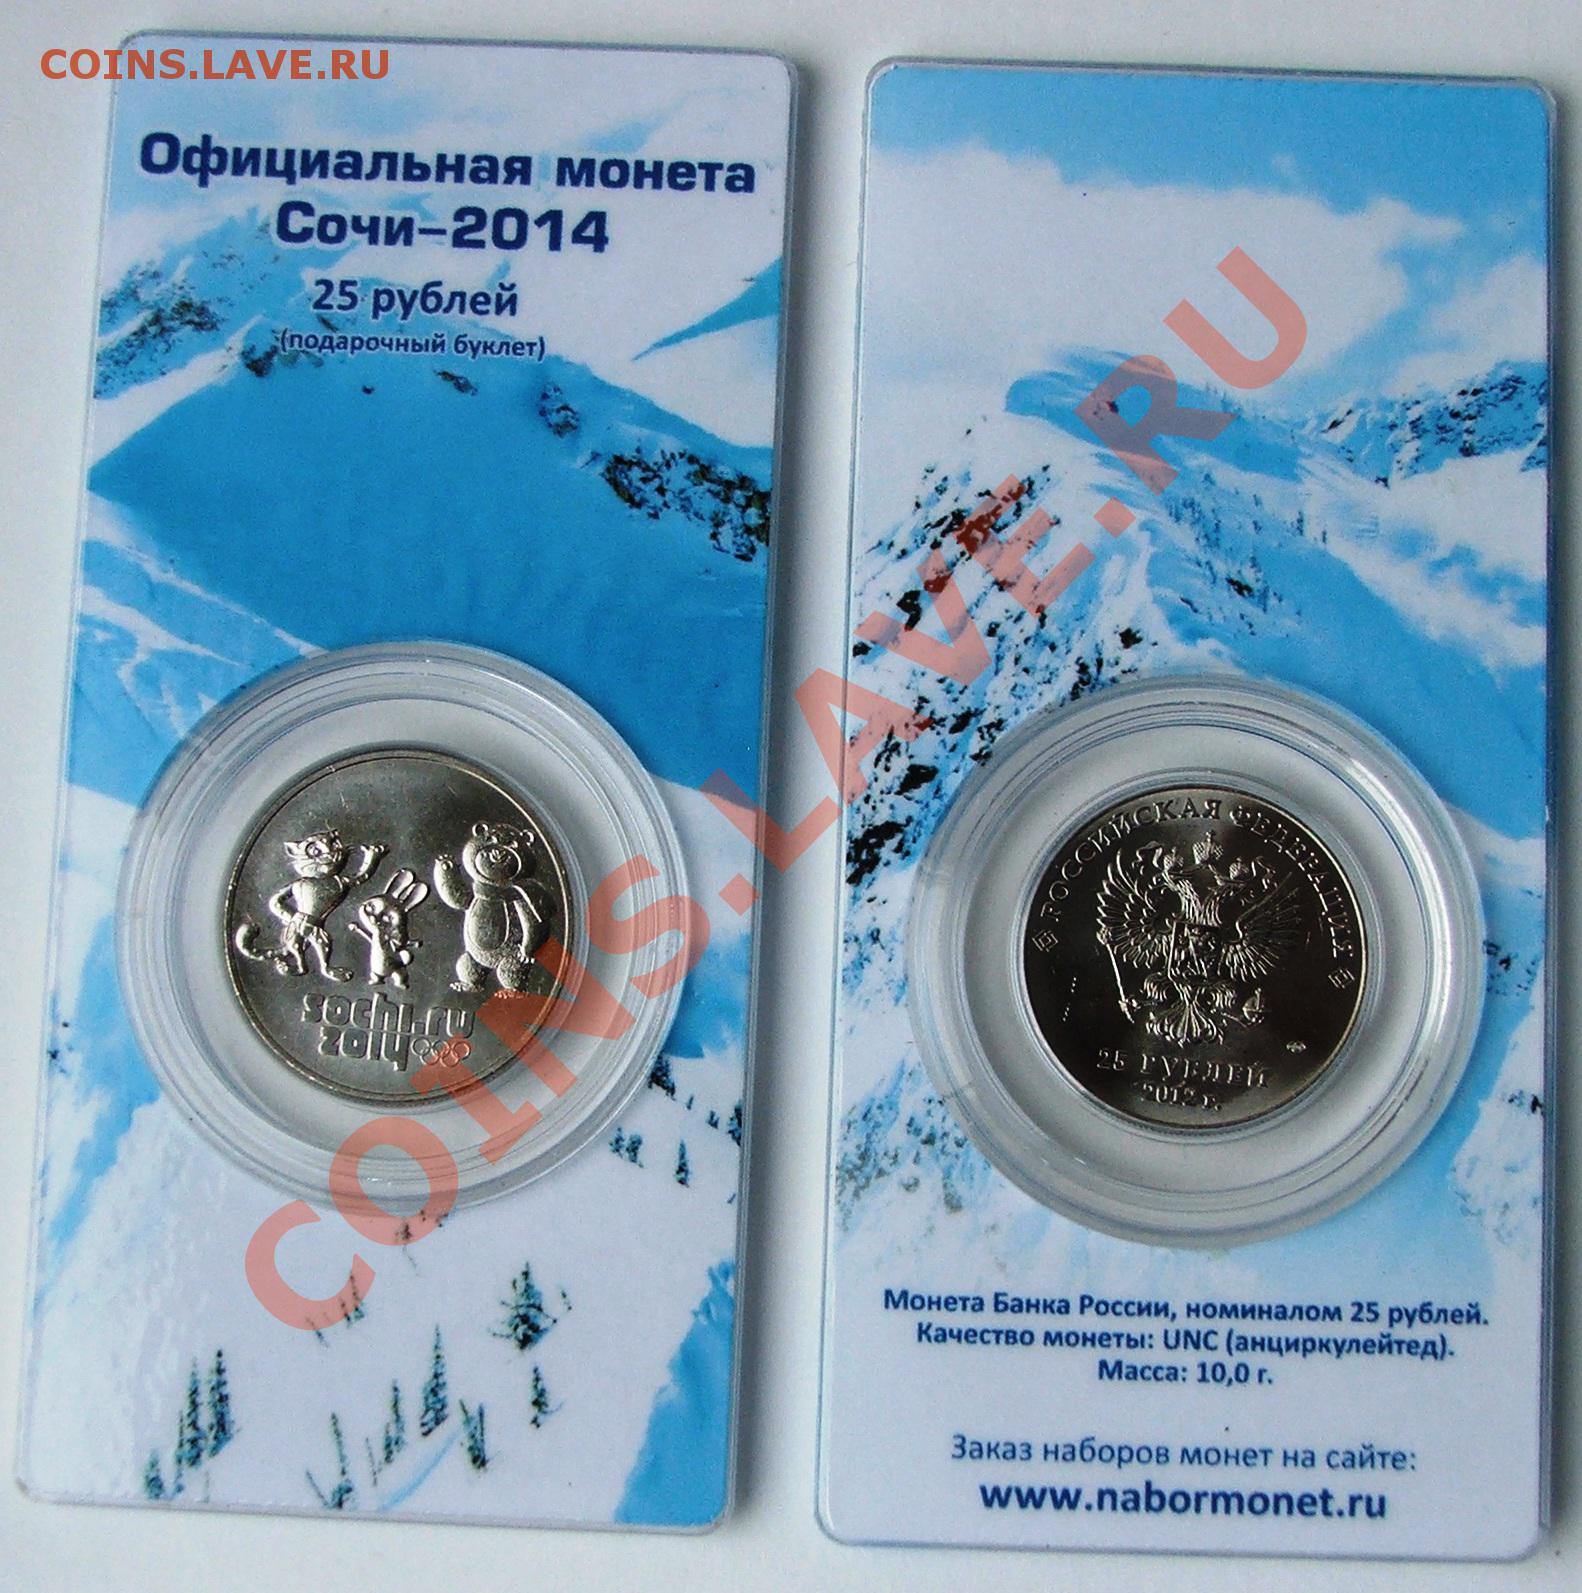 COINS.LAVE.RU
Официальная монета
Сочи–2014
25 рублей
(подарочный буклет)
sochi.ru
2014
COINS.LAVE.RU
РОССИЙСКАЯ ФЕДЕРАЦИЯ
25 РУБЛЕЙ
2012 г.
Монета Банка России, номиналом 25 рублей.
Качество монеты: UNC (анциркулейтед).
Масса: 10,0 г.
Заказ наборов монет на сайте:
www.nabormonet.ru